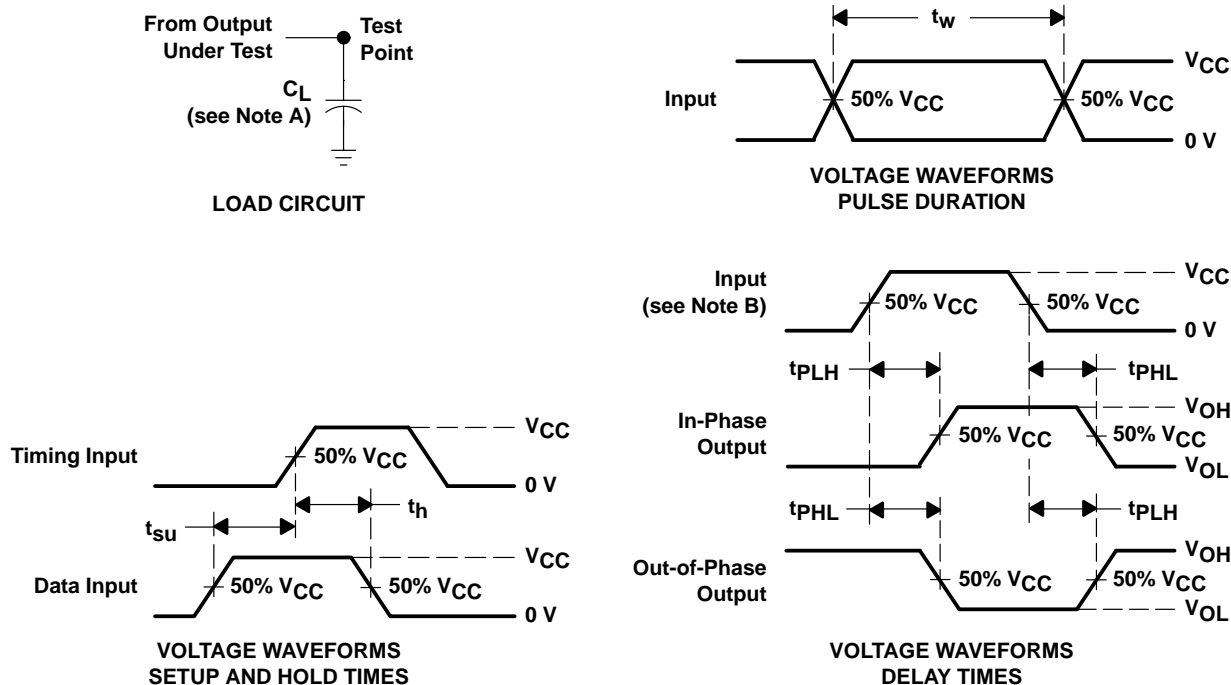 From Output
Under Test
Test
Point
CL
(see Note A)
LOAD CIRCUIT
tw
Input
50% VCC
50% VCC
VCC
0 V
VOLTAGE WAVEFORMS
PULSE DURATION
Timing Input
50% VCC
VCC
0 V
tsu
th
Data Input
50% VCC
50% VCC
VCC
0 V
VOLTAGE WAVEFORMS
SETUP AND HOLD TIMES
Input
(see Note B)
50% VCC
50% VCC
VCC
0 V
tPLH
tPHL
In-Phase
Output
50% VCC
50% VCC
VOH
VOL
tPHL
tPLH
Out-of-Phase
Output
50% VCC
50% VCC
VOH
VOL
VOLTAGE WAVEFORMS
DELAY TIMES